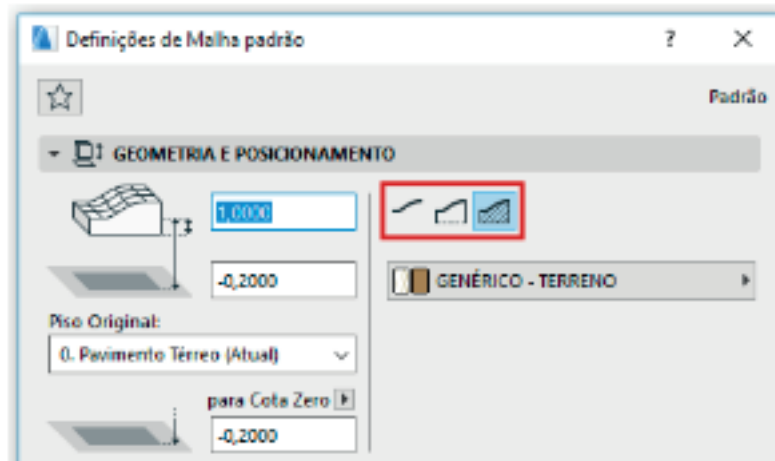 Definições de Malha padrão
?
Padrão
GEOMETRIA E POSICIONAMENTO
1,0000
-0,2000
GENÉRICO - TERRENO
Piso Original:
0. Pavimento Térreo (Atual)
para Cota Zero
-0,2000